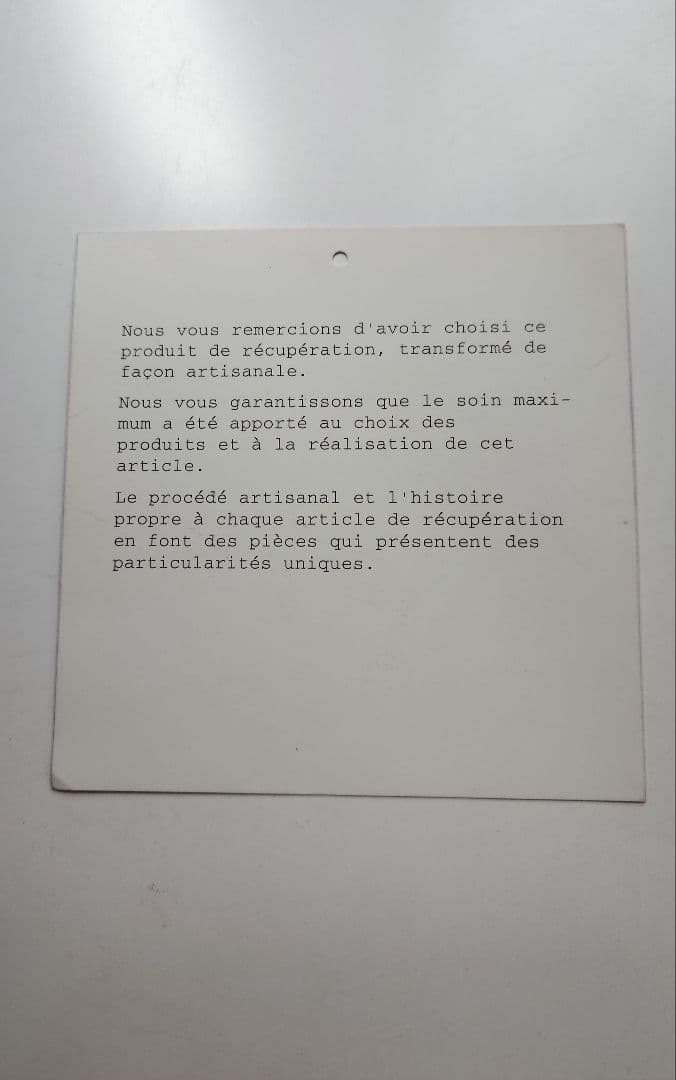 Nous vous remercions d'avoir choisi ce
produit de récupération, transformé de
façon artisanale.
Nous vous garantissons que le soin maxi-
mum a été apporté au choix des
produits et à la réalisation de cet
article.
Le procédé artisanal et l'histoire
propre à chaque article de récupération
en font des pièces qui présentent des
particularités uniques.